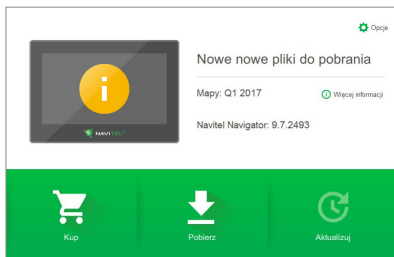 Opcje
Nowe nowe pliki do pobrania
Mapy: Q1 2017
Więcej informacji
Navitel Navigator: 9.7.2493
NAVITEL
Kup
Pobierz
Aktualizuj